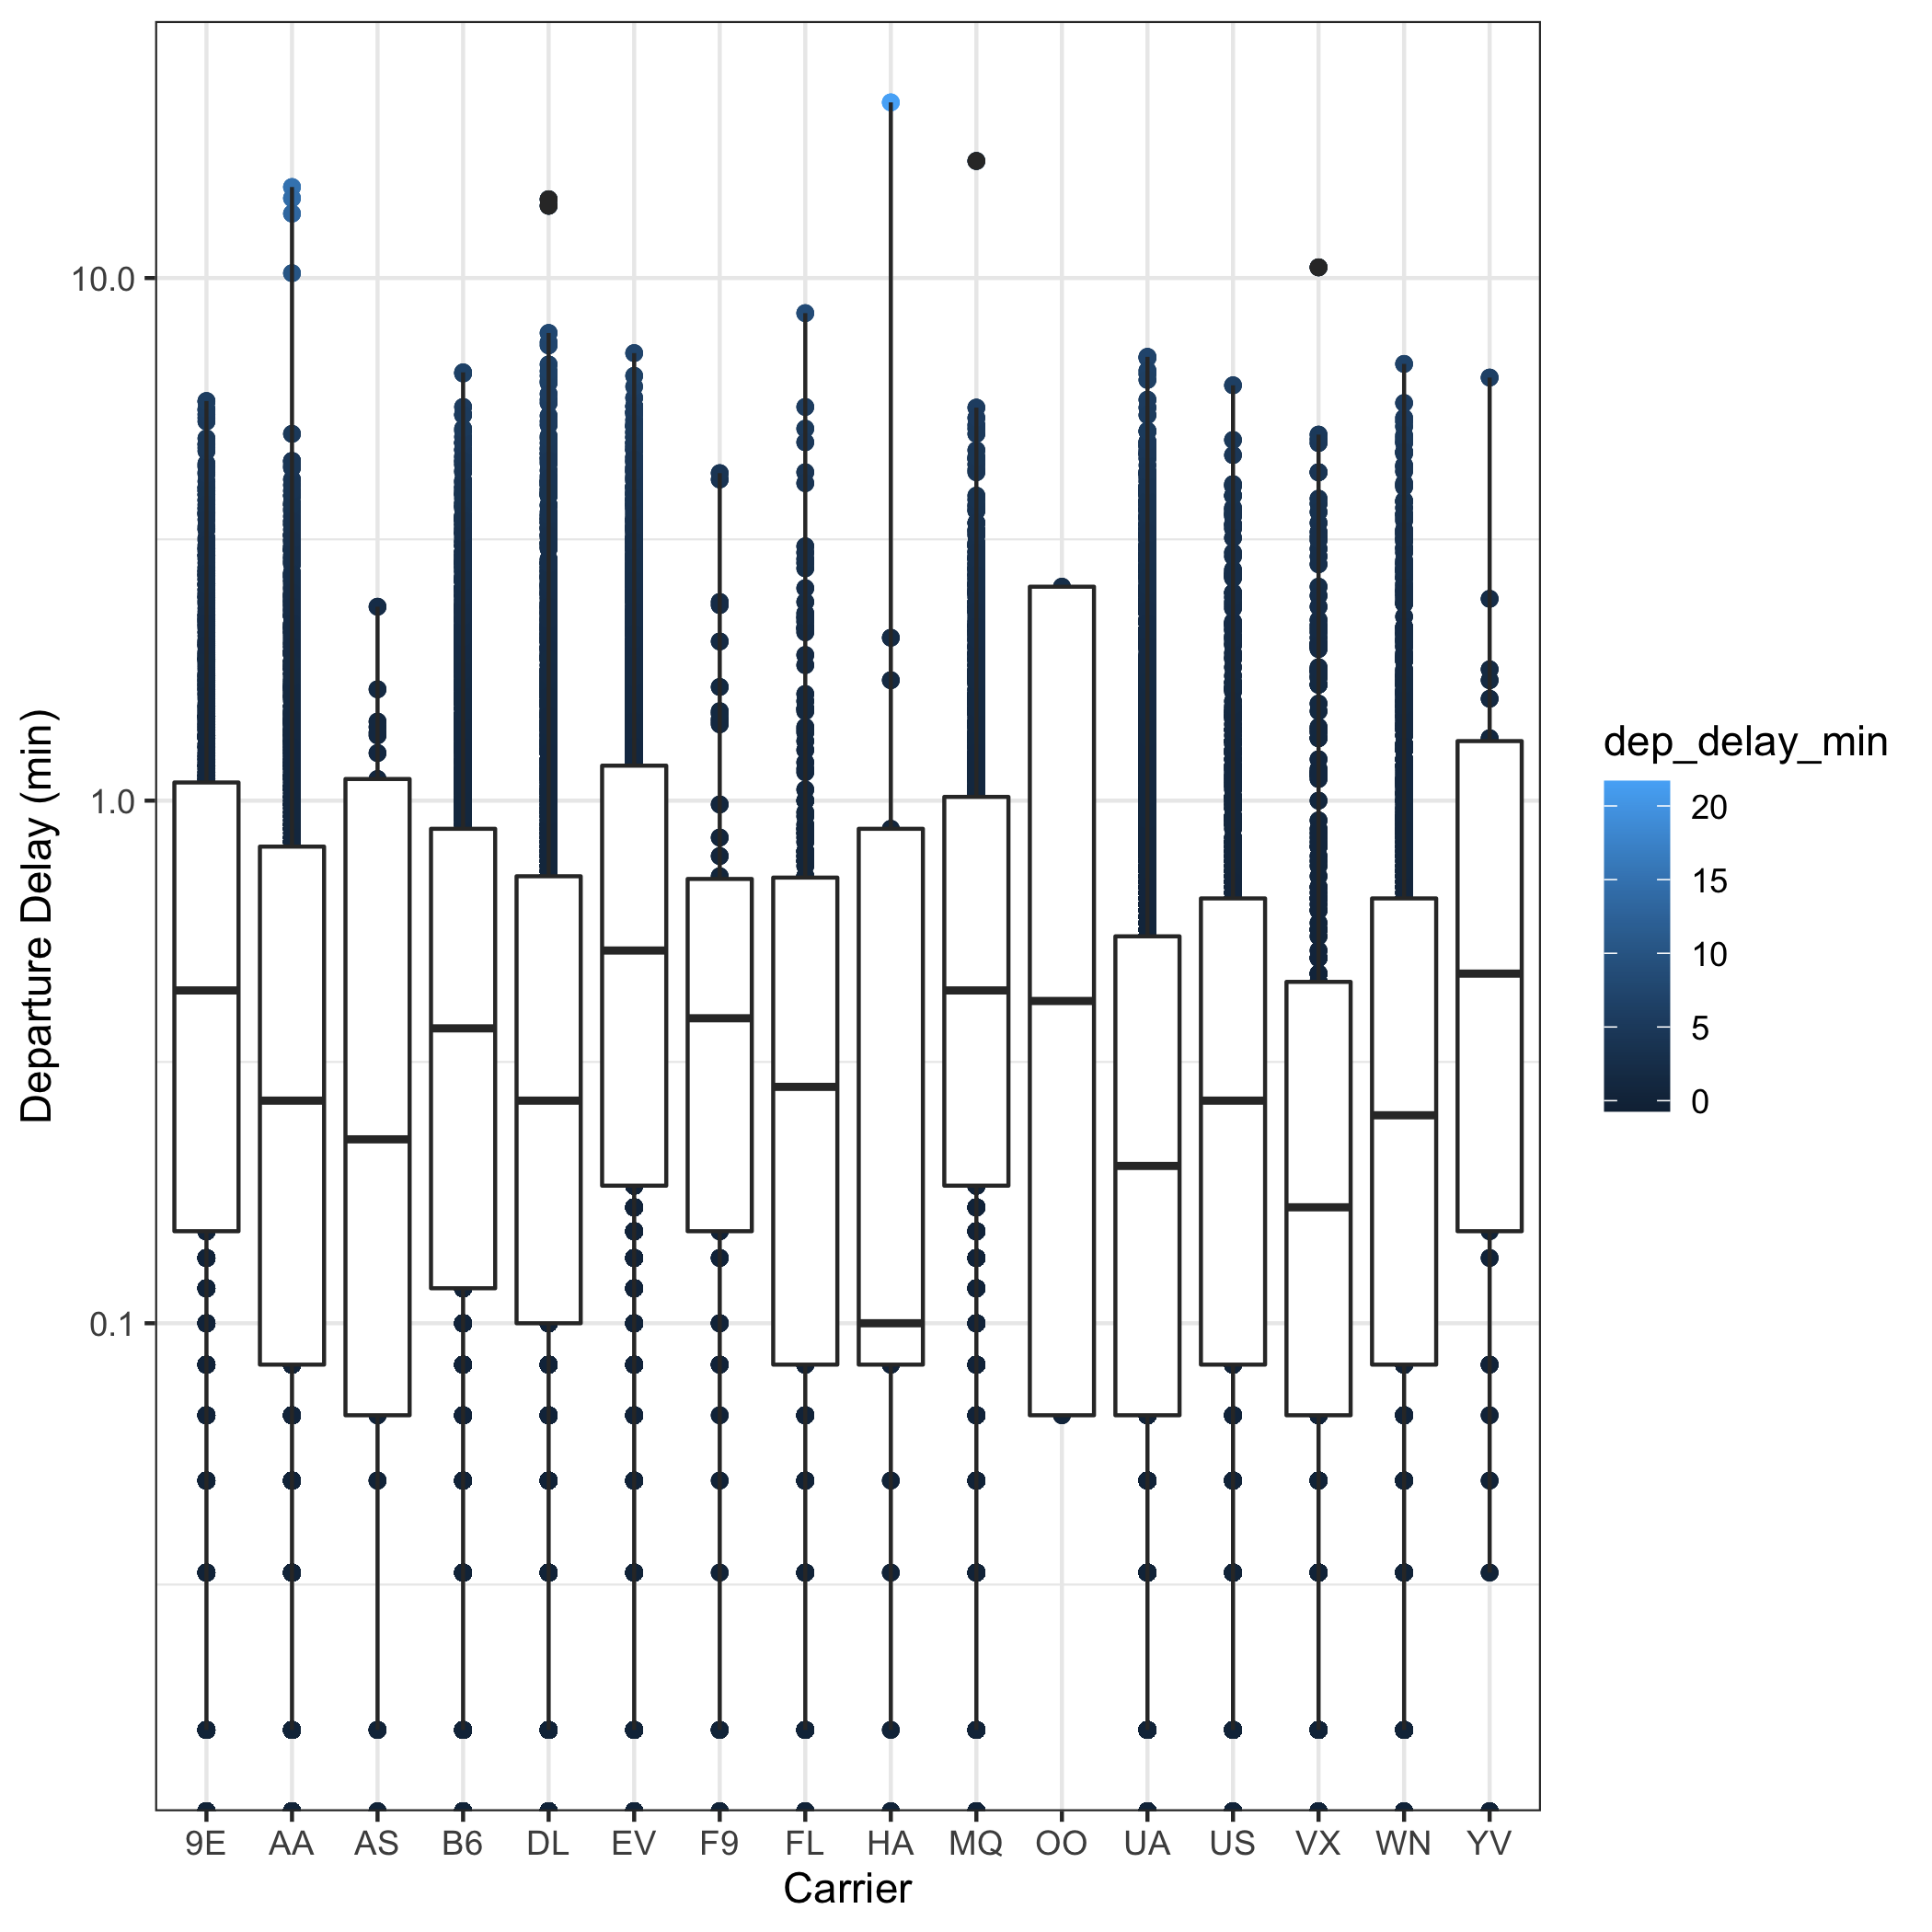 Departure Delay (min)
10.0
1.0
0.1
9E AA AS B6 DL EV F9 FL HA MQ OO UA US VX WN YV
Carrier
dep_delay_min
20
15
10
5
0